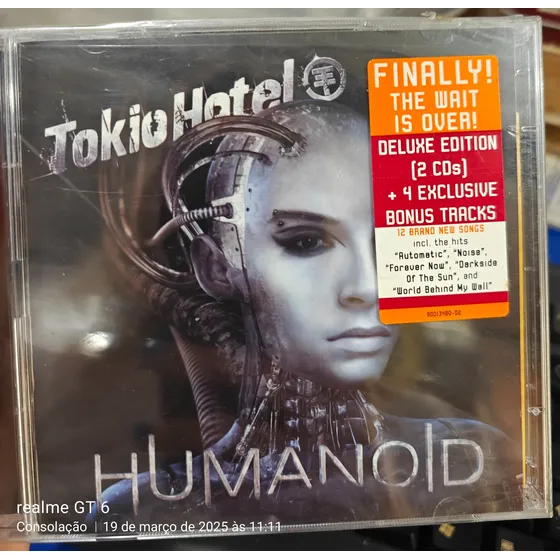 Tokio Hotel
FINALLY!
THE WAIT
IS OVER!
DELUXE EDITION
(2 CDs)
+ 4 EXCLUSIVE
BONUS TRACKS
12 BRAND NEW SONGS
incl. the hits
"Automatic", "Noise",
"Forever Now", "Darkside
Of The Sun", and
"World Behind My Wall"
B0013480-02
HUMANOID
realme GT 6
Consolação | 19 de março de 2025 às 11:11